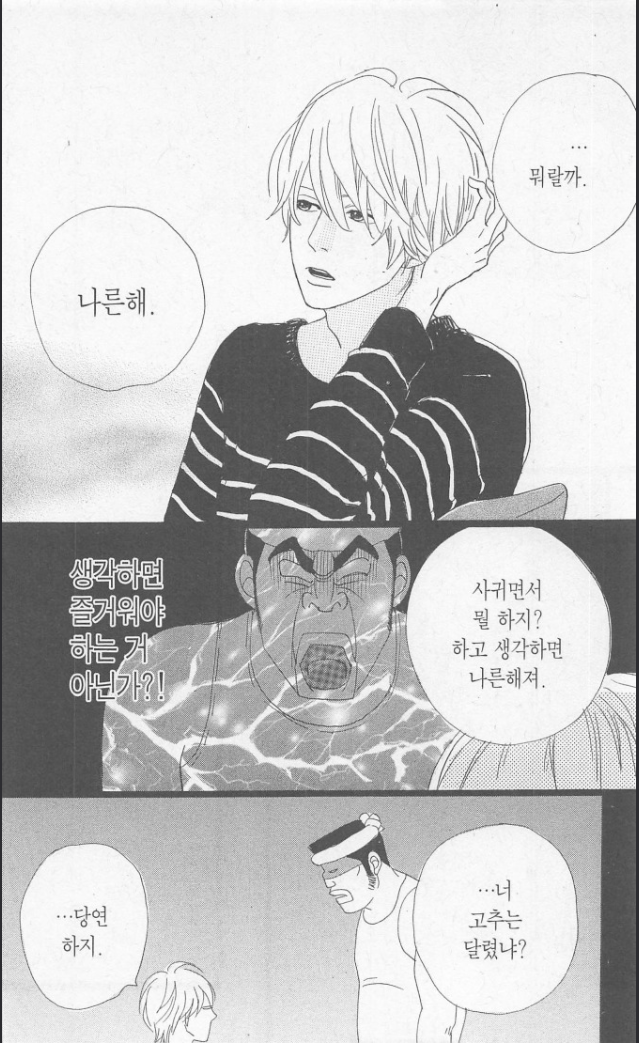 …
뭐랄까.
나른해.
사귀면서
뭘 하지?
하고 생각하면
나른해져.
생각하면
즐거워야
하는 거
아닌가?!
…너
고추는
달렸냐?
…당연
하지.